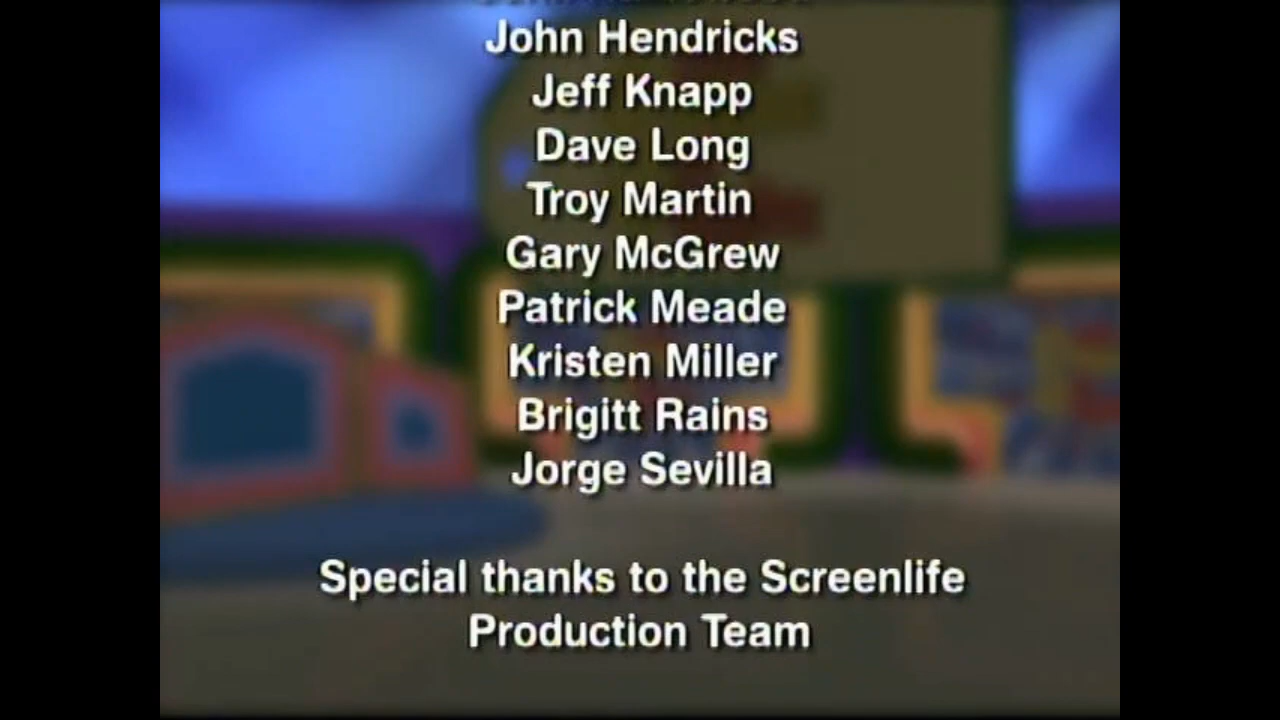 John Hendricks
Jeff Knapp
Dave Long
Troy Martin
Gary McGrew
Patrick Meade
Kristen Miller
Brigitt Rains
Jorge Sevilla
Special thanks to the Screenlife
Production Team